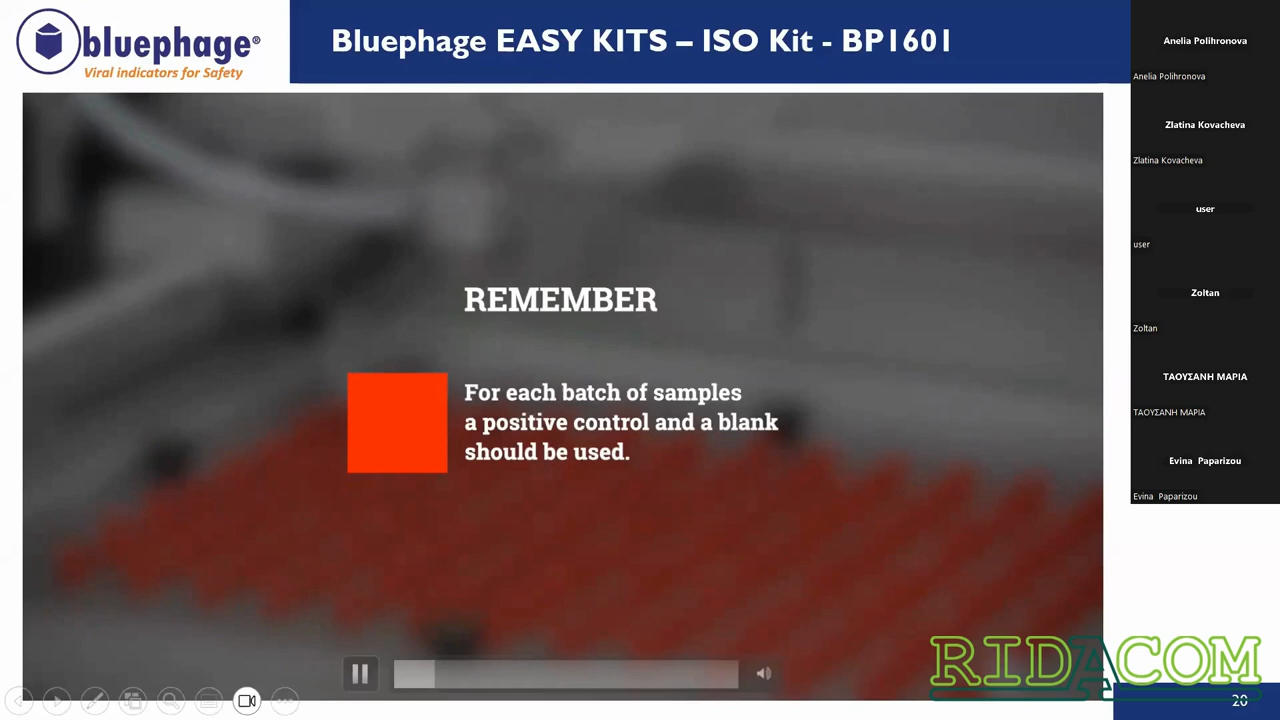 bluephage®
Viral indicators for Safety
Bluephage EASY KITS – ISO Kit - BP1601
REMEMBER
For each batch of samples
a positive control and a blank
should be used.
Anelia Polihronova
Anelia Polihronova
Zlatina Kovacheva
Zlatina Kovacheva
user
user
Zoltan
Zoltan
ΤΑΟΥΣΑΝΗ ΜΑΡΙΑ
ΤΑΟΥΣΑΝΗ ΜΑΡΙΑ
Evina Paparizou
Evina Paparizou
RIDACOM
20